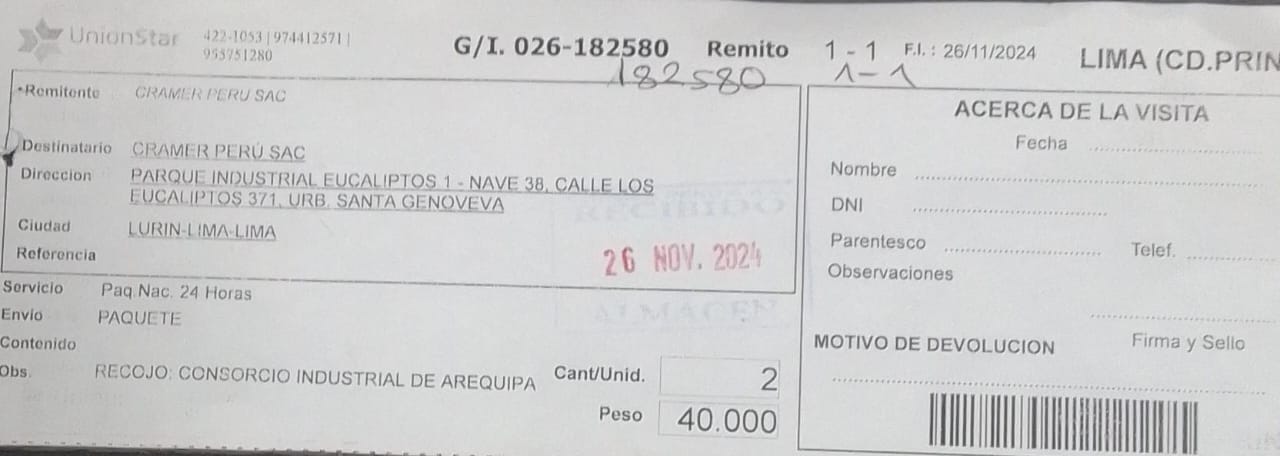 UnionStar
422-1053 | 974412571 |
955751280
G/I. 026-182580 Remito 1 - 1 F.I. : 26/11/2024 LIMA (CD.PRIN
182580 1-1
Remitente CRAMER PERU SAC
Destinatario CRAMER PERÚ SAC
Direccion PARQUE INDUSTRIAL EUCALIPTOS 1 - NAVE 38, CALLE LOS
EUCALIPTOS 371, URB. SANTA GENOVEVA
Ciudad LURIN-LIMA-LIMA
Referencia
RECIBIDO
26 NOV. 2024
ALMACEN
Servicio Paq.Nac. 24 Horas
Envio PAQUETE
Contenido
Obs. RECOJO: CONSORCIO INDUSTRIAL DE AREQUIPA
Cant/Unid. 2
Peso 40.000
ACERCA DE LA VISITA
Fecha
Nombre
DNI
Parentesco Telef.
Observaciones
Firma y Sello
MOTIVO DE DEVOLUCION